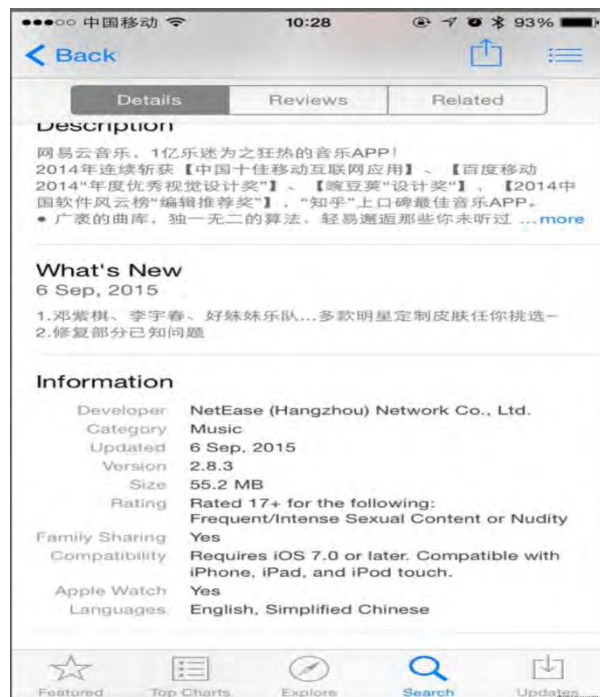 中国移动 10:28 93%
Back
Details Reviews Related
Description
网易云音乐，1亿乐迷为之狂热的音乐APP！
2014年连续斩获【中国十佳移动互联网应用】、【百度移动
2014“年度优秀视觉设计奖”】、【豌豆荚“设计奖”】，【2014中
国软件风云榜“编辑推荐奖”】，“知乎”上口碑最佳音乐APP。
● 广袤的曲库，独一无二的算法，轻易邂逅那些你未听过 ...more
What's New
6 Sep, 2015
1.邓紫棋、李宇春、好妹妹乐队...多款明星定制皮肤任你挑选~
2.修复部分已知问题
Information
Developer NetEase (Hangzhou) Network Co., Ltd.
Category Music
Updated 6 Sep, 2015
Version 2.8.3
Size 55.2 MB
Rating Rated 17+ for the following:
Frequent/Intense Sexual Content or Nudity
Family Sharing Yes
Compatibility Requires iOS 7.0 or later. Compatible with
iPhone, iPad, and iPod touch.
Apple Watch Yes
Languages English, Simplified Chinese
Featured Top Charts Explore Search Updates